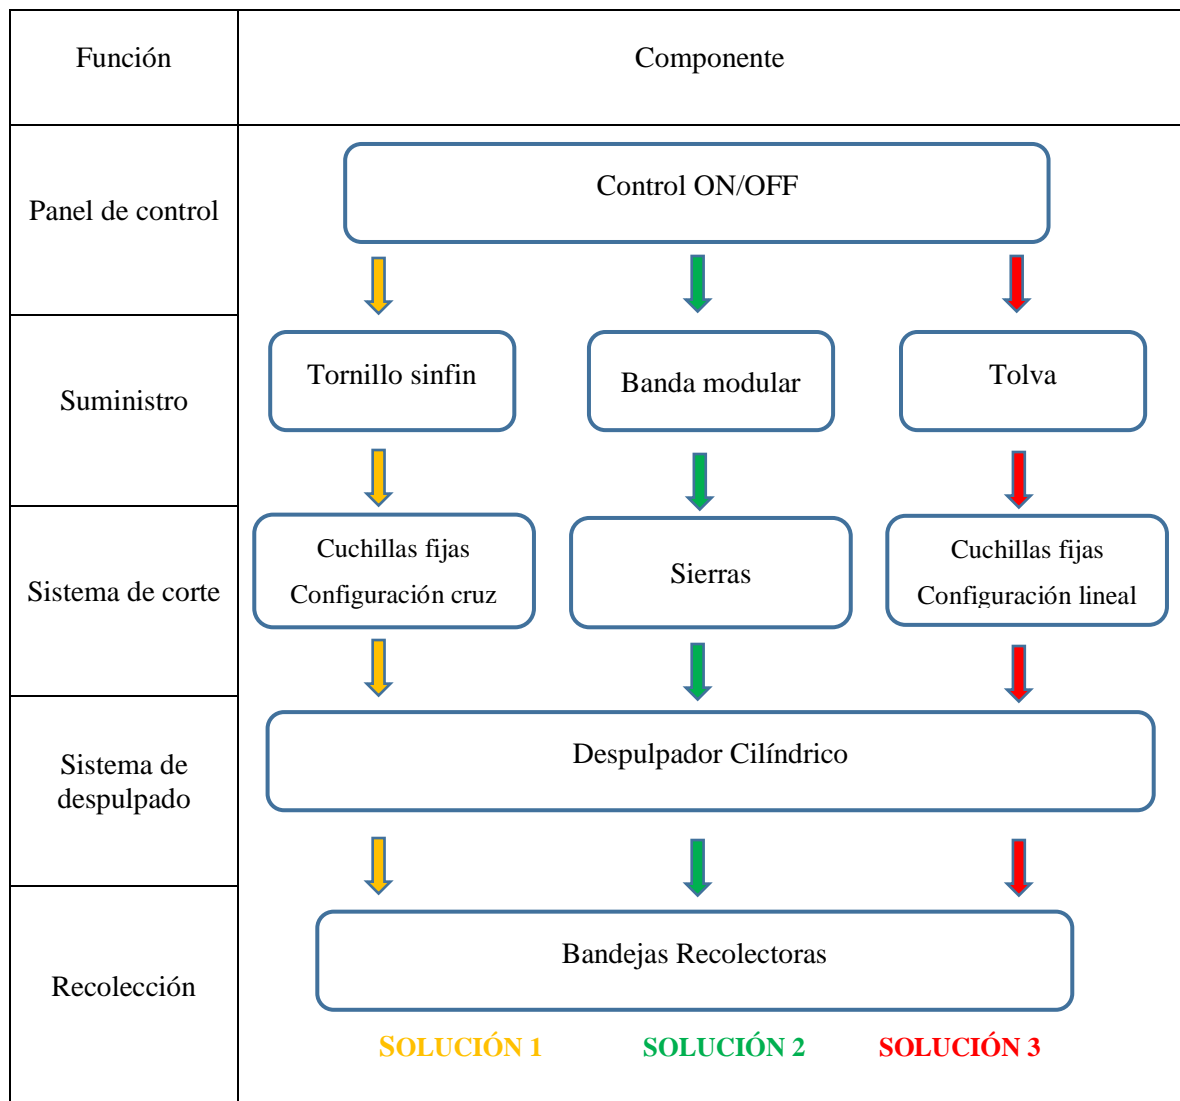 Función
Componente
Panel de control
Control ON/OFF
Suministro
Tornillo sinfin
Banda modular
Tolva
Sistema de corte
Cuchillas fijas
Configuración cruz
Sierras
Cuchillas fijas
Configuración lineal
Sistema de
despulpado
Despulpador Cilíndrico
Recolección
Bandejas Recolectoras
SOLUCIÓN 1
SOLUCIÓN 2
SOLUCIÓN 3